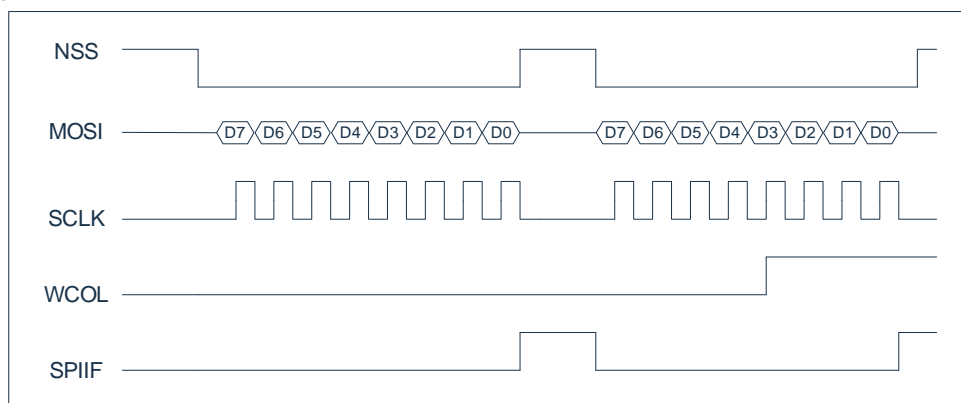 NSS
MOSI D7 D6 D5 D4 D3 D2 D1 D0 D7 D6 D5 D4 D3 D2 D1 D0
SCLK
WCOL
SPIIF